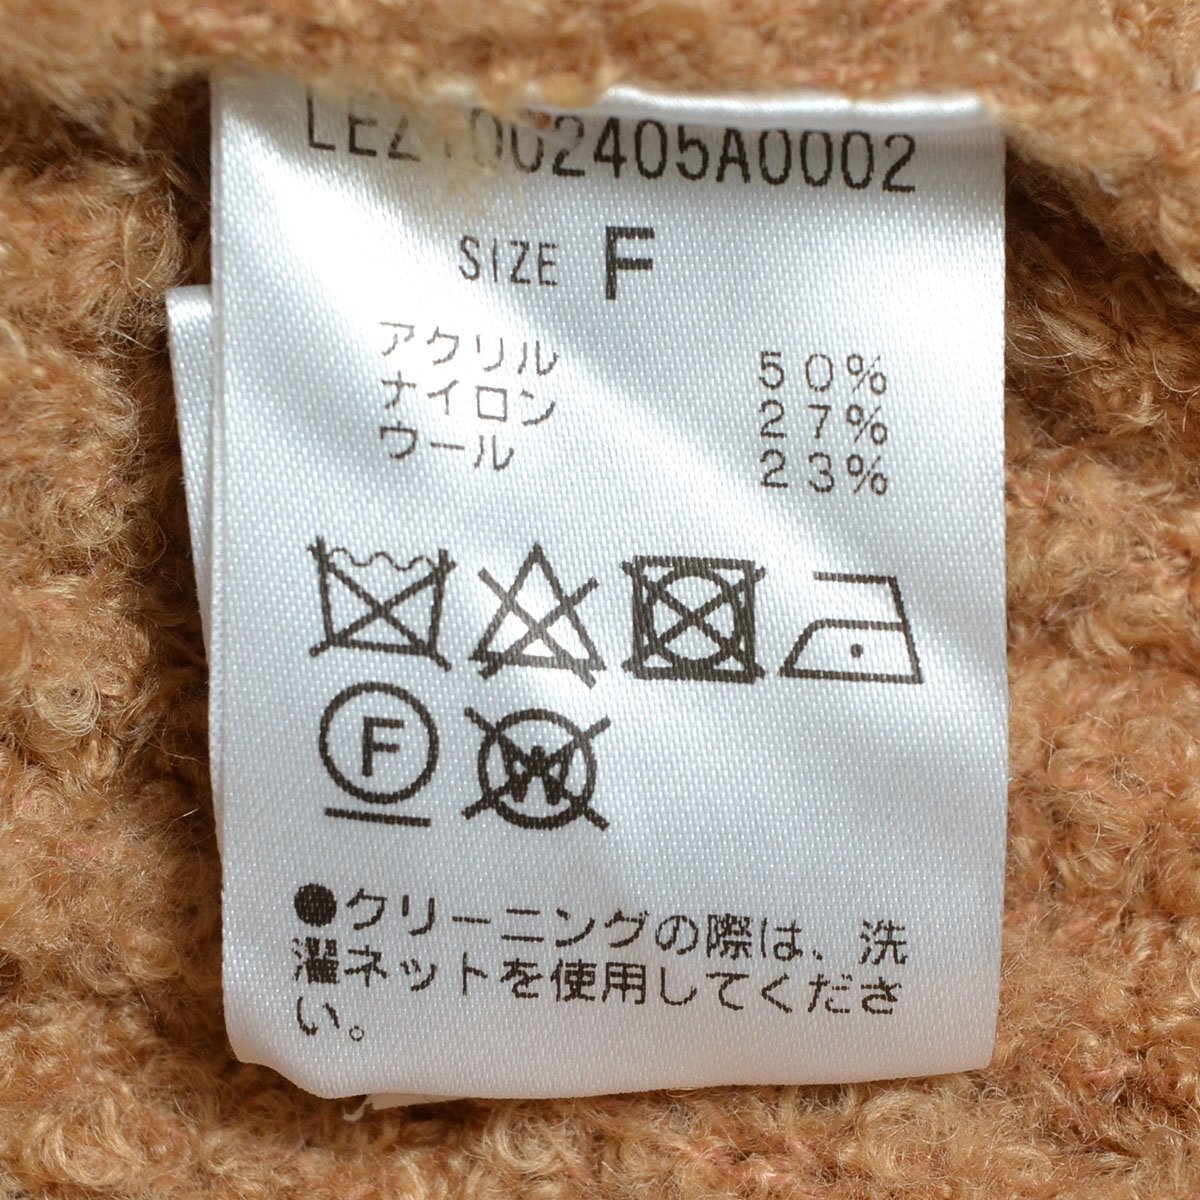 LEZ1002405A0002
SIZE F
アクリル 50%
ナイロン 27%
ウール 23%
F
W
●クリーニングの際は、洗
濯ネットを使用してくださ
い。